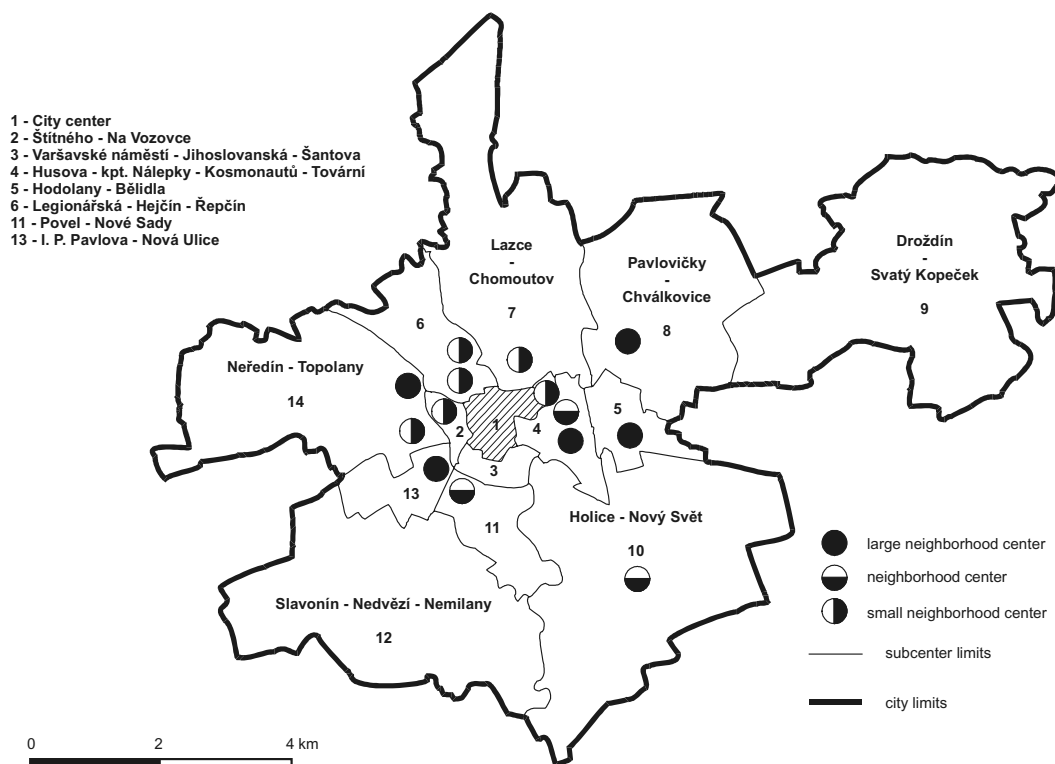 1 - City center
2 - Štítného - Na Vozovce
3 - Varšavské náměstí - Jihoslovanská - Šantova
4 - Husova - kpt. Nálepky - Kosmonautů - Tovární
5 - Hodolany - Bělidla
6 - Legionářská - Hejčín - Řepčín
11 - Povel - Nové Sady
13 - I. P. Pavlova - Nová Ulice
Lazce
-
Chomoutov
7
Pavlovičky
-
Chválkovice
8
Droždín
-
Svatý Kopeček
9
6
Neředín - Topolany
14
5
1
4
2
3
13
11
Holice - Nový Svět
10
Slavonín - Nedvězí - Nemilany
12
large neighborhood center
neighborhood center
small neighborhood center
subcenter limits
city limits
0 2 4 km